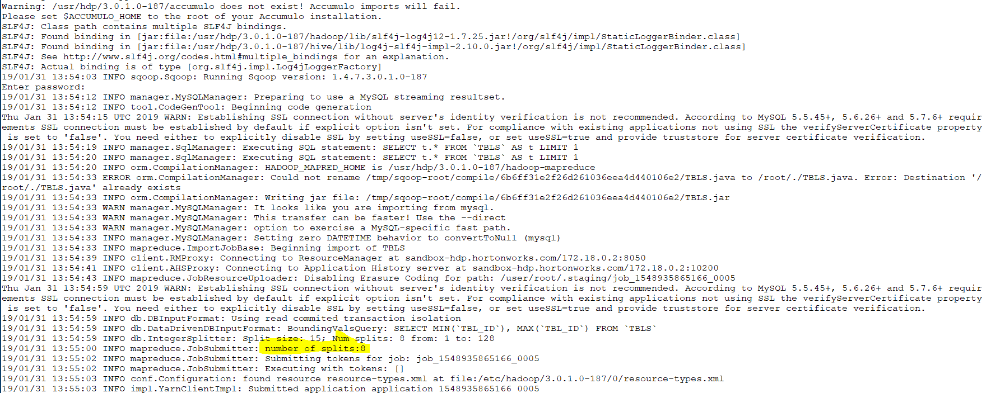 Warning: /usr/hdp/3.0.1.0-187/accumulo does not exist! Accumulo imports will fail.
Please set $ACCUMULO_HOME to the root of your Accumulo installation.
SLF4J: Class path contains multiple SLF4J bindings.
SLF4J: Found binding in [jar:file:/usr/hdp/3.0.1.0-187/hadoop/lib/slf4j-log4j12-1.7.25.jar!/org/slf4j/impl/StaticLoggerBinder.class]
SLF4J: Found binding in [jar:file:/usr/hdp/3.0.1.0-187/hive/lib/log4j-slf4j-impl-2.10.0.jar!/org/slf4j/impl/StaticLoggerBinder.class]
SLF4J: See http://www.slf4j.org/codes.html#multiple_bindings for an explanation.
SLF4J: Actual binding is of type [org.slf4j.impl.Log4jLoggerFactory]
19/01/31 13:54:03 INFO sqoop.Sqoop: Running Sqoop version: 1.4.7.3.0.1.0-187
Enter password:
19/01/31 13:54:12 INFO manager.MySQLManager: Preparing to use a MySQL streaming resultset.
19/01/31 13:54:12 INFO tool.CodeGenTool: Beginning code generation
Thu Jan 31 13:54:15 UTC 2019 WARN: Establishing SSL connection without server's identity verification is not recommended. According to MySQL 5.5.45+, 5.6.26+ and 5.7.6+ requir
ements SSL connection must be established by default if explicit option isn't set. For compliance with existing applications not using SSL the verifyServerCertificate property
 is set to 'false'. You need either to explicitly disable SSL by setting useSSL=false, or set useSSL=true and provide truststore for server certificate verification.
19/01/31 13:54:19 INFO manager.SqlManager: Executing SQL statement: SELECT t.* FROM `TBLS` AS t LIMIT 1
19/01/31 13:54:20 INFO manager.SqlManager: Executing SQL statement: SELECT t.* FROM `TBLS` AS t LIMIT 1
19/01/31 13:54:20 INFO orm.CompilationManager: HADOOP_MAPRED_HOME is /usr/hdp/3.0.1.0-187/hadoop-mapreduce
19/01/31 13:54:33 ERROR orm.CompilationManager: Could not rename /tmp/sqoop-root/compile/6b6ff31e2f26d261036eea4d440106e2/TBLS.java to /root/./TBLS.java. Error: Destination '/
root/./TBLS.java' already exists
19/01/31 13:54:33 INFO orm.CompilationManager: Writing jar file: /tmp/sqoop-root/compile/6b6ff31e2f26d261036eea4d440106e2/TBLS.jar
19/01/31 13:54:33 WARN manager.MySQLManager: It looks like you are importing from mysql.
19/01/31 13:54:33 WARN manager.MySQLManager: This transfer can be faster! Use the --direct
19/01/31 13:54:33 WARN manager.MySQLManager: option to exercise a MySQL-specific fast path.
19/01/31 13:54:33 INFO manager.MySQLManager: Setting zero DATETIME behavior to convertToNull (mysql)
19/01/31 13:54:33 INFO mapreduce.ImportJobBase: Beginning import of TBLS
19/01/31 13:54:39 INFO client.RMProxy: Connecting to ResourceManager at sandbox-hdp.hortonworks.com/172.18.0.2:8050
19/01/31 13:54:41 INFO client.AHSProxy: Connecting to Application History server at sandbox-hdp.hortonworks.com/172.18.0.2:10200
19/01/31 13:54:43 INFO mapreduce.JobResourceUploader: Disabling Erasure Coding for path: /user/root/.staging/job_1548935865166_0005
Thu Jan 31 13:54:59 UTC 2019 WARN: Establishing SSL connection without server's identity verification is not recommended. According to MySQL 5.5.45+, 5.6.26+ and 5.7.6+ requir
ements SSL connection must be established by default if explicit option isn't set. For compliance with existing applications not using SSL the verifyServerCertificate property
 is set to 'false'. You need either to explicitly disable SSL by setting useSSL=false, or set useSSL=true and provide truststore for server certificate verification.
19/01/31 13:54:59 INFO db.DBInputFormat: Using read commited transaction isolation
19/01/31 13:54:59 INFO db.DataDrivenDBInputFormat: BoundingValsQuery: SELECT MIN(`TBL_ID`), MAX(`TBL_ID`) FROM `TBLS`
19/01/31 13:54:59 INFO db.IntegerSplitter: Split size: 15; Num splits: 8 from: 1 to: 128
19/01/31 13:55:00 INFO mapreduce.JobSubmitter: number of splits:8
19/01/31 13:55:02 INFO mapreduce.JobSubmitter: Submitting tokens for job: job_1548935865166_0005
19/01/31 13:55:02 INFO mapreduce.JobSubmitter: Executing with tokens: []
19/01/31 13:55:03 INFO conf.Configuration: found resource resource-types.xml at file:/etc/hadoop/3.0.1.0-187/0/resource-types.xml
19/01/31 13:55:03 INFO impl.YarnClientImpl: Submitted application application_1548935865166_0005